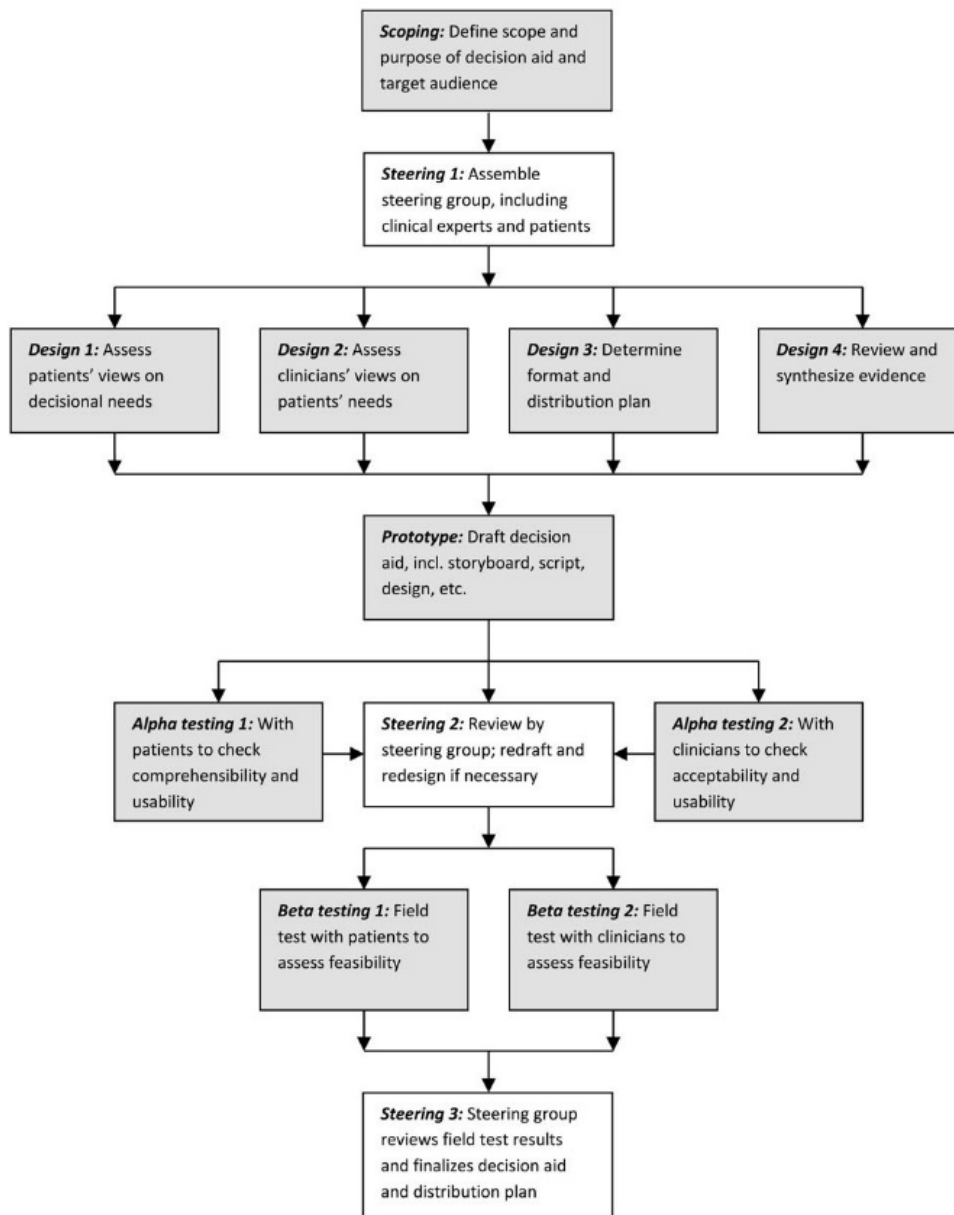 Scoping: Define scope and
purpose of decision aid and
target audience
Steering 1: Assemble
steering group, including
clinical experts and patients
Design 1: Assess
patients’ views on
decisional needs
Design 2: Assess
clinicians’ views on
patients’ needs
Design 3: Determine
format and
distribution plan
Design 4: Review and
synthesize evidence
Prototype: Draft decision
aid, incl. storyboard, script,
design, etc.
Alpha testing 1: With
patients to check
comprehensibility and
usability
Steering 2: Review by
steering group; redraft and
redesign if necessary
Alpha testing 2: With
clinicians to check
acceptability and
usability
Beta testing 1: Field
test with patients to
assess feasibility
Beta testing 2: Field
test with clinicians to
assess feasibility
Steering 3: Steering group
reviews field test results
and finalizes decision aid
and distribution plan